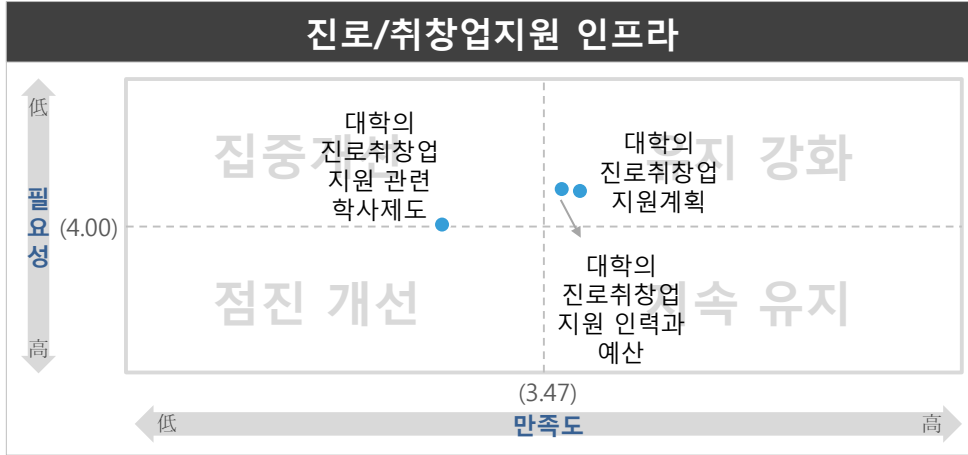 진로/취창업지원 인프라
低
필
요
성
高
(4.00)
집중개선
대학의
진로취창업
지원 관련
학사제도
유지 강화
대학의
진로취창업
지원계획
점진 개선
지속 유지
대학의
진로취창업
지원 인력과
예산
(3.47)
低
만족도
高